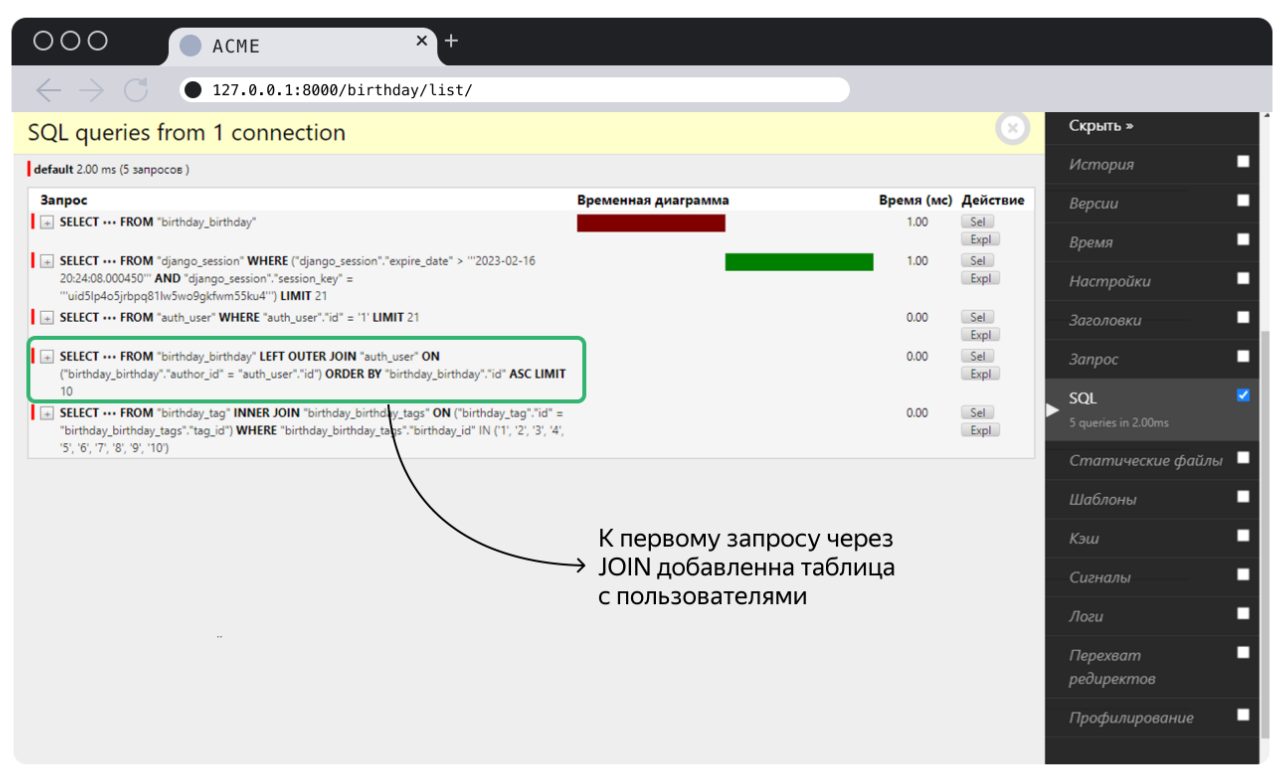 ACME × +
127.0.0.1:8000/birthday/list/
SQL queries from 1 connection
×
default 2.00 ms (5 запросов )
Запрос Временная диаграмма Время (мс) Действие
+ SELECT ••• FROM "birthday_birthday" 1.00 Sel
Expl
+ SELECT ••• FROM "django_session" WHERE ("django_session"."expire_date" > '''2023-02-16 1.00 Sel
20:24:08.000450''' AND "django_session"."session_key" = Expl
'''uid5lp4o5jrbpq81lw5wo9gkfwm55ku4''') LIMIT 21
+ SELECT ••• FROM "auth_user" WHERE "auth_user"."id" = '1' LIMIT 21 0.00 Sel
Expl
+ SELECT ••• FROM "birthday_birthday" LEFT OUTER JOIN "auth_user" ON 0.00 Sel
("birthday_birthday"."author_id" = "auth_user"."id") ORDER BY "birthday_birthday"."id" ASC LIMIT Expl
10
+ SELECT ••• FROM "birthday_tag" INNER JOIN "birthday_birthday_tags" ON ("birthday_tag"."id" = 0.00 Sel
"birthday_birthday_tags"."tag_id") WHERE "birthday_birthday_tags"."birthday_id" IN ('1', '2', '3', '4', Expl
'5', '6', '7', '8', '9', '10')
К первому запросу через
JOIN добавленна таблица
с пользователями
Скрыть »
История
Версии
Время
Настройки
Заголовки
Запрос
SQL
5 queries in 2.00ms
Статические файлы
Шаблоны
Кэш
Сигналы
Логи
Перехват
редиректов
Профилирование